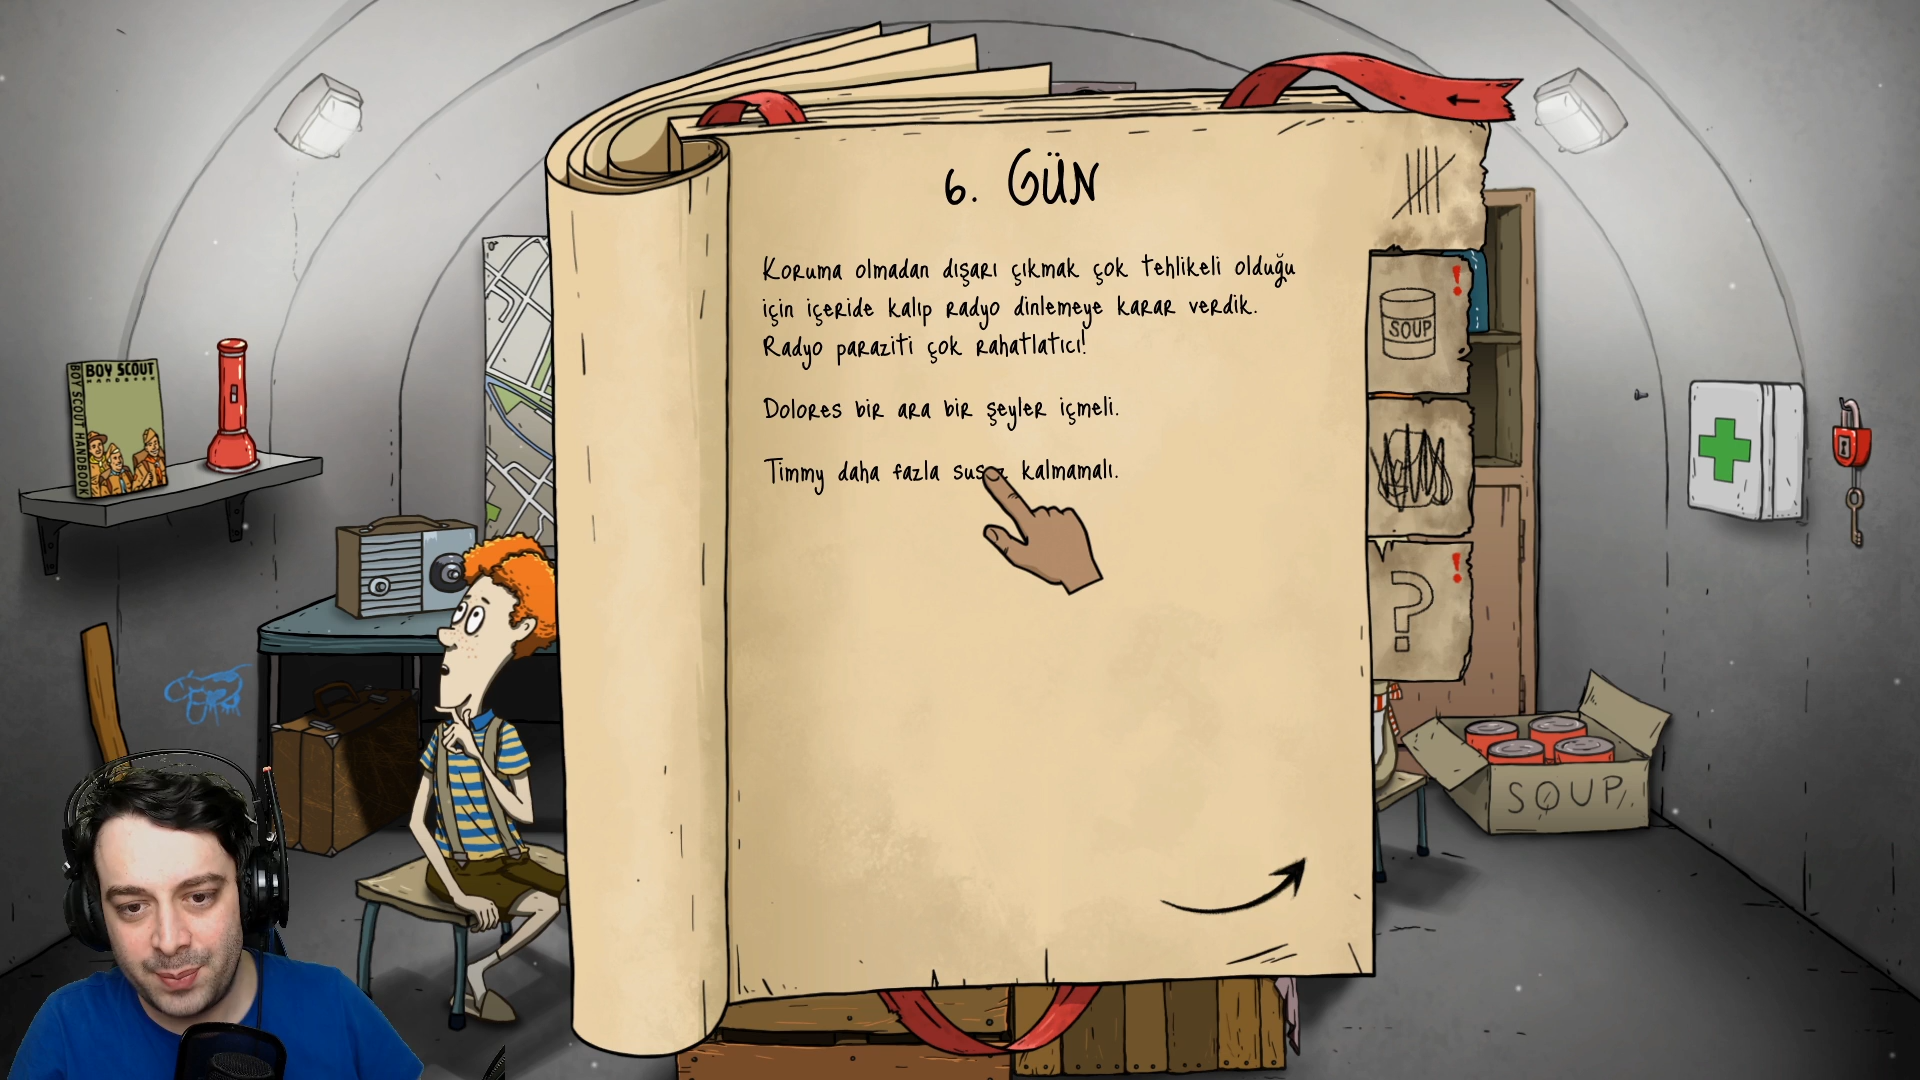 6. GÜN
Koruma olmadan dışarı çıkmak çok tehlikeli olduğu
için içeride kalıp radyo dinlemeye karar verdik.
Radyo paraziti çok rahatlatıcı!
Dolores bir ara bir şeyler içmeli.
Timmy daha fazla kalmamalı.
SOUP
BOY SCOUT
HANDBOOK
BOY SCOUT HANDBOOK
SOUP